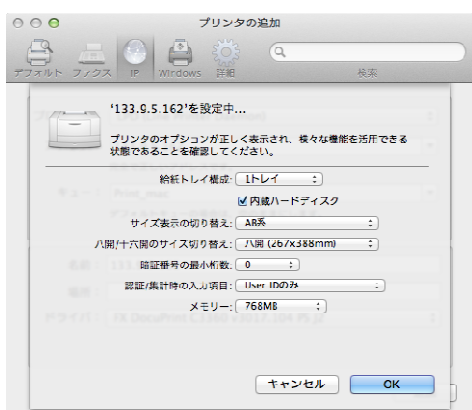 プリンタの追加
デフォルト ファクス IP Windows 詳細 検索
'133.9.5.162'を設定中...
プリンタのオプションが正しく表示され、様々な機能を活用できる
状態であることを確認してください。
給紙トレイ構成: 1トレイ
内蔵ハードディスク
サイズ表示の切り替え: AB系
八開/十六開のサイズ切り替え: 八開 (267x388mm)
暗証番号の最小桁数: 0
認証/集計時の入力項目: User IDのみ
メモリー: 768MB
キャンセル OK